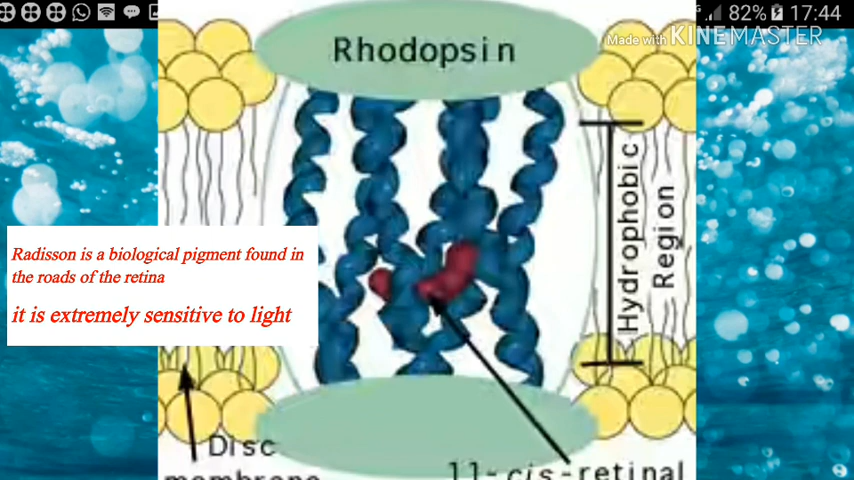 82% 17:44
Made with KINEMASTER
Rhodopsin
Hydrophobic
Region
Radisson is a biological pigment found in
the roads of the retina
it is extremely sensitive to light
Disc
membrane
11-cis-retinal